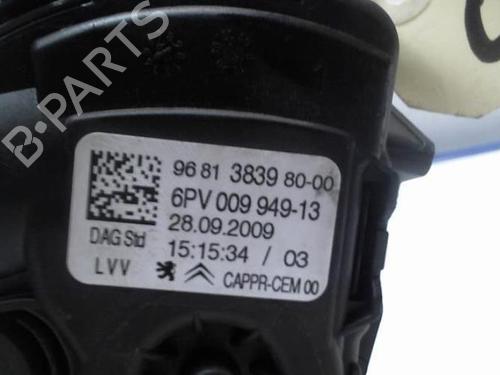 B-PARTS
96 81 3839 80-00
6PV 009 949-13
28.09.2009
DAG Std
15:15:34 / 03
LVV
CAPPR-CEM 00